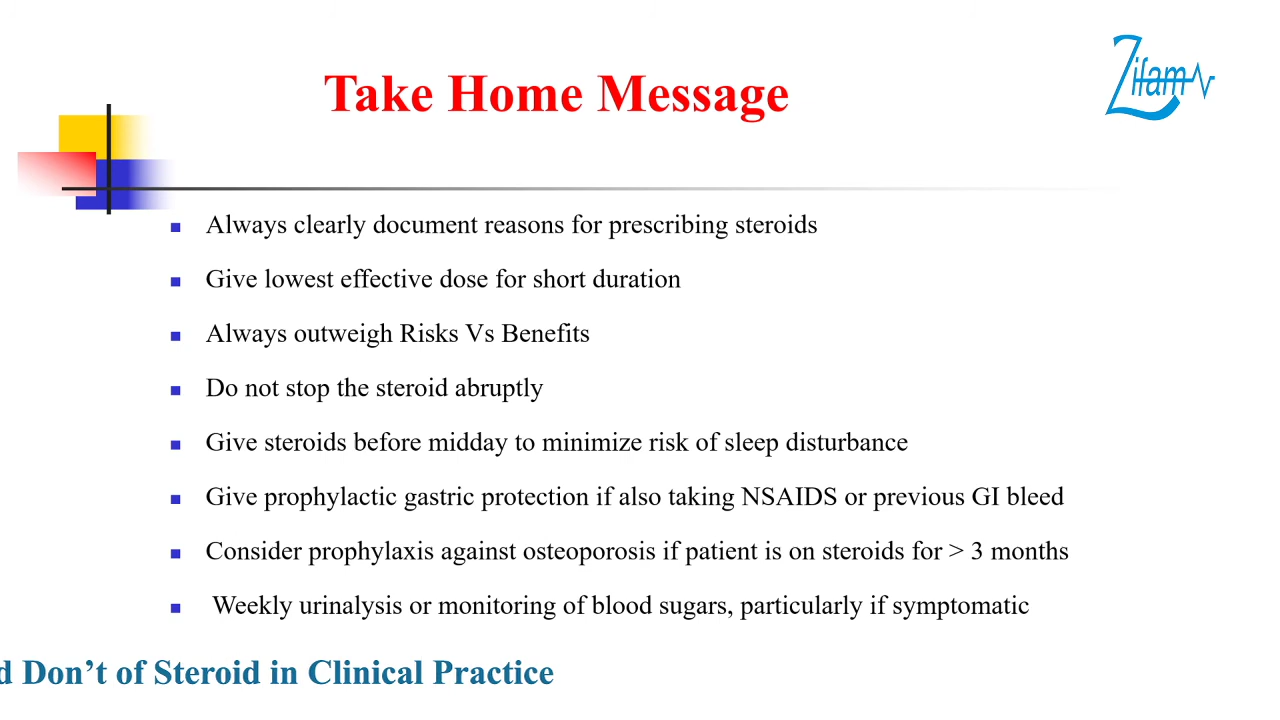 Take Home Message
Zifam
Always clearly document reasons for prescribing steroids
Give lowest effective dose for short duration
Always outweigh Risks Vs Benefits
Do not stop the steroid abruptly
Give steroids before midday to minimize risk of sleep disturbance
Give prophylactic gastric protection if also taking NSAIDS or previous GI bleed
Consider prophylaxis against osteoporosis if patient is on steroids for > 3 months
Weekly urinalysis or monitoring of blood sugars, particularly if symptomatic
d Don’t of Steroid in Clinical Practice